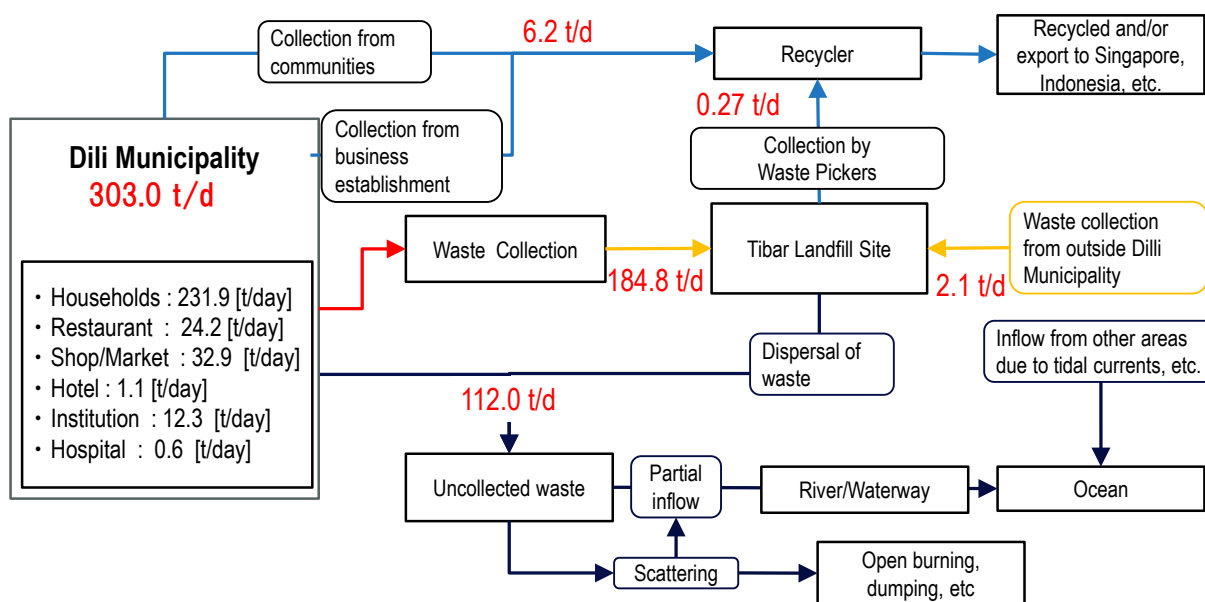 Collection from
communities
6.2 t/d
Recycler
Recycled and/or
export to Singapore,
Indonesia, etc.
0.27 t/d
Collection from
business
establishment
Collection by
Waste Pickers
Dili Municipality
303.0 t/d
Waste Collection
184.8 t/d
Tibar Landfill Site
2.1 t/d
Waste collection
from outside Dilli
Municipality
・Households : 231.9 [t/day]
・Restaurant : 24.2 [t/day]
・Shop/Market : 32.9 [t/day]
・Hotel : 1.1 [t/day]
・Institution : 12.3 [t/day]
・Hospital : 0.6 [t/day]
Dispersal of
waste
Inflow from other areas
due to tidal currents, etc.
112.0 t/d
Uncollected waste
Partial
inflow
River/Waterway
Ocean
Scattering
Open burning,
dumping, etc